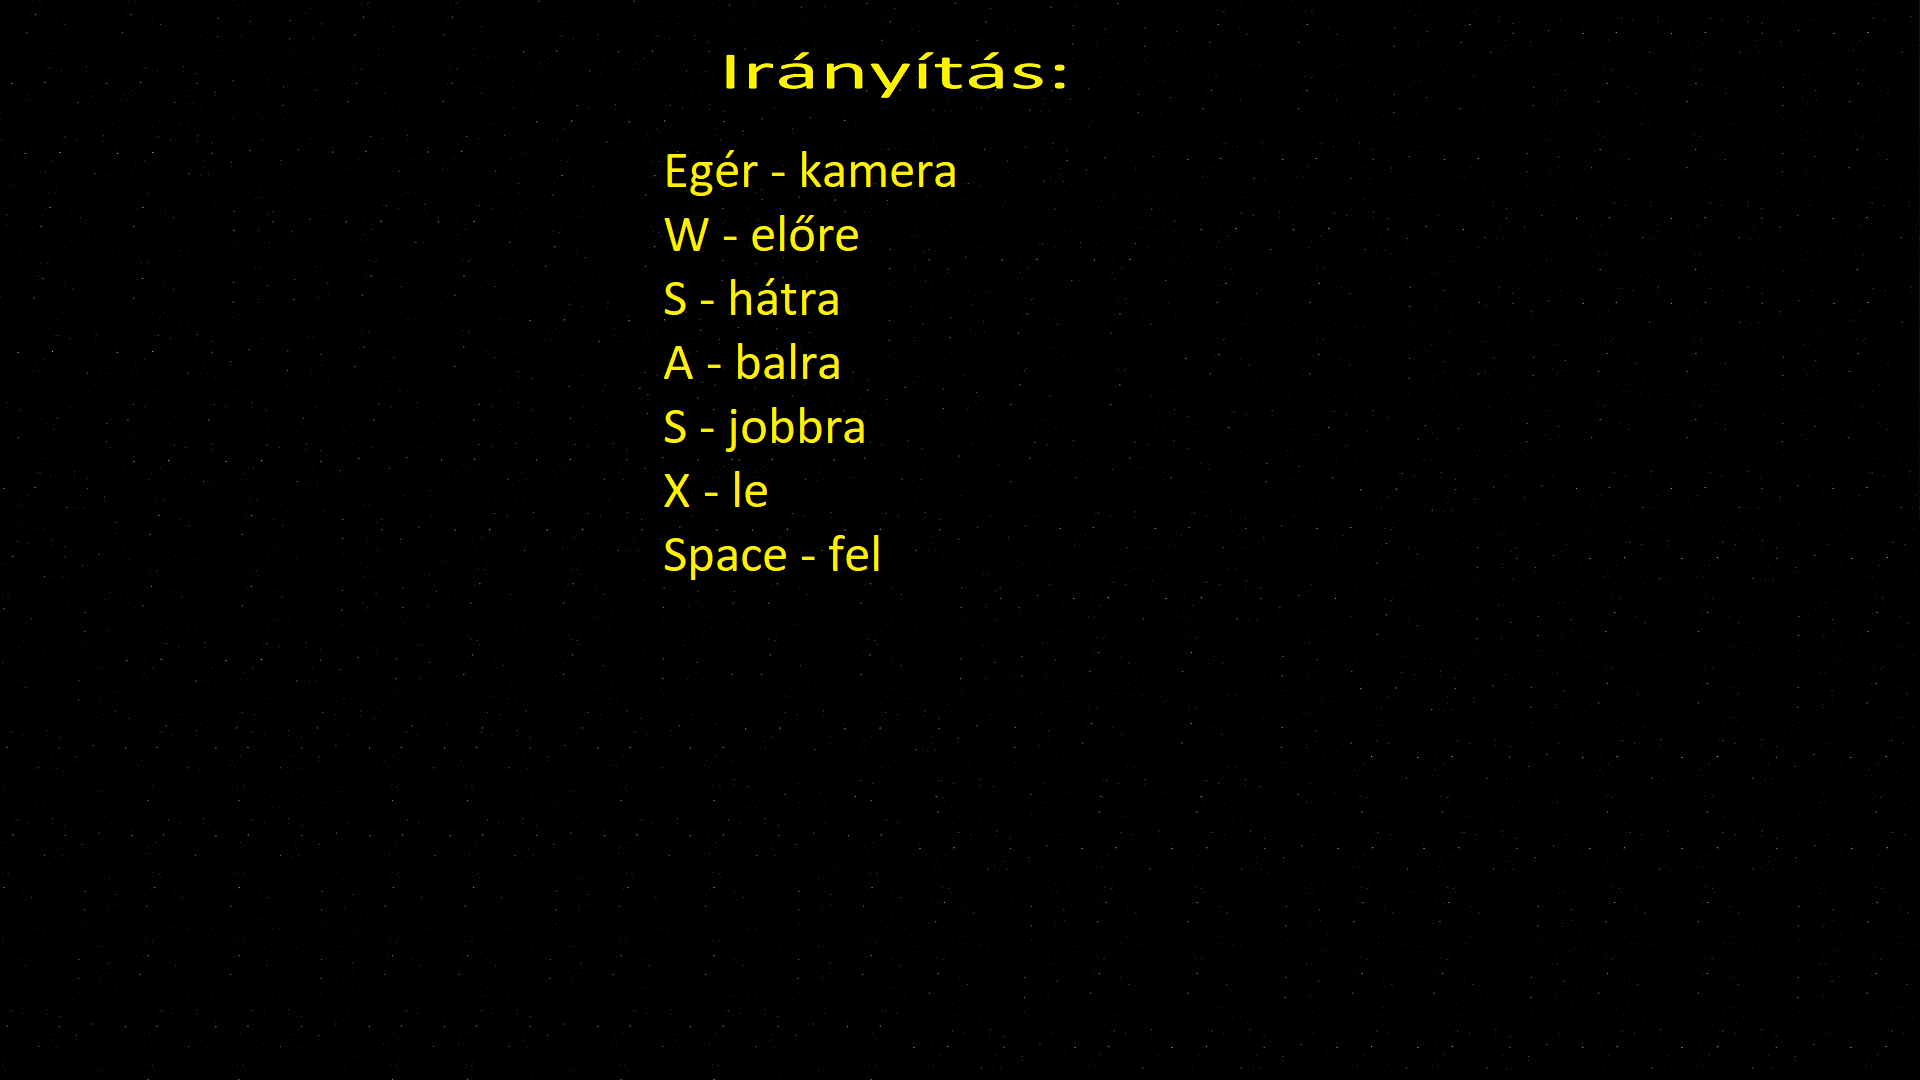 Irányítás:
Egér - kamera
W - előre
S - hátra
A - balra
S - jobbra
X - le
Space - fel